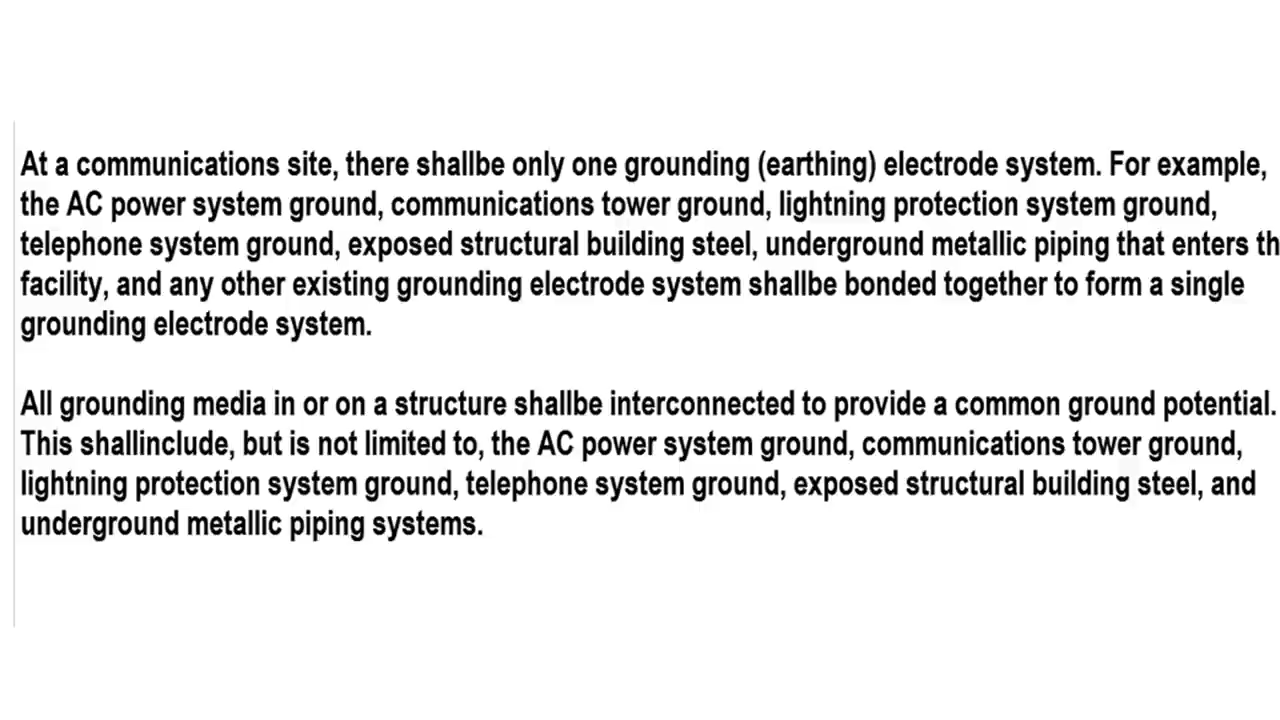 At a communications site, there shallbe only one grounding (earthing) electrode system. For example,
the AC power system ground, communications tower ground, lightning protection system ground,
telephone system ground, exposed structural building steel, underground metallic piping that enters th
facility, and any other existing grounding electrode system shallbe bonded together to form a single
grounding electrode system.
All grounding media in or on a structure shallbe interconnected to provide a common ground potential.
This shallinclude, but is not limited to, the AC power system ground, communications tower ground,
lightning protection system ground, telephone system ground, exposed structural building steel, and
underground metallic piping systems.